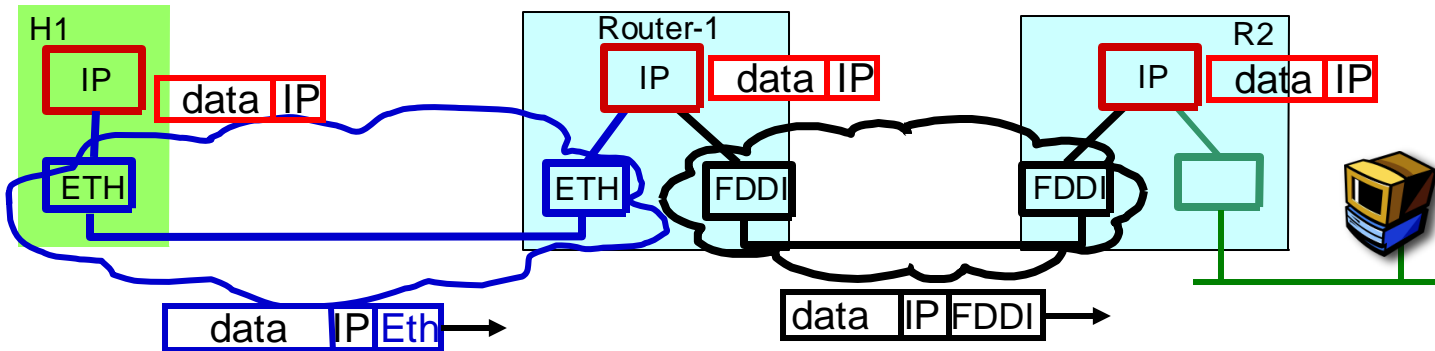 H1
Router-1
R2
IP
data IP
IP
data IP
IP
data IP
ETH
ETH
FDDI
FDDI
data IP Eth
data IP FDDI